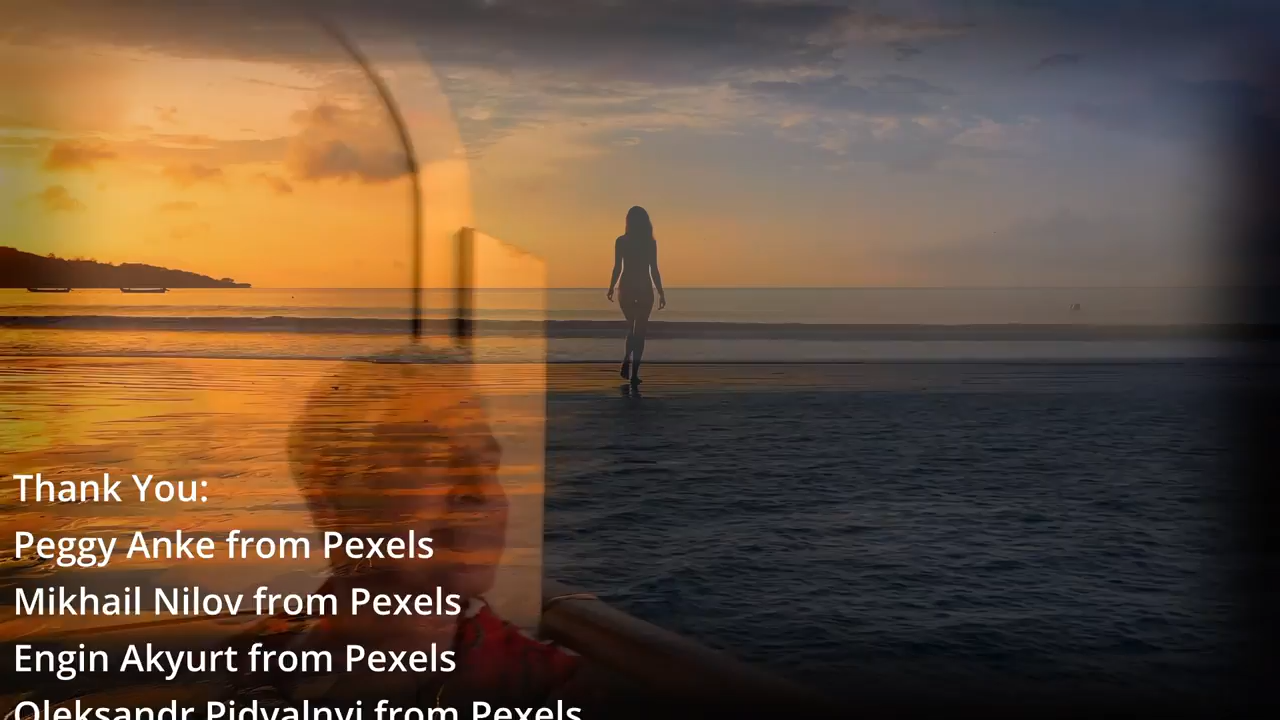 Thank You:
Peggy Anke from Pexels
Mikhail Nilov from Pexels
Engin Akyurt from Pexels
Oleksandr Pidvalnyi from Pexels